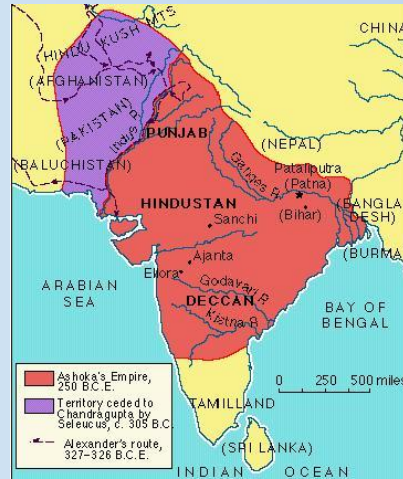 HINDU KUSH MTS
CHINA
(AFGHANISTAN)
(PAKISTAN)
Indus R.
PUNJAB
(BALUCHISTAN)
(NEPAL)
Ganges R.
Pataliputra
(Patna)
HINDUSTAN
(BANGLA
DESH)
Sanchi
(Bihar)
(BURMA
Ajanta
Ellora
ARABIAN
SEA
Godavari R.
DECCAN
Kistna R.
BAY OF
BENGAL
Ashoka's Empire,
250 B.C.E.
Territory ceded to
Chandragupta by
Seleucus, c. 305 B.C.
Alexander's route,
327–326 B.C.E.
0 250 500 miles
TAMILLAND
(SRI LANKA)
INDIAN OCEAN